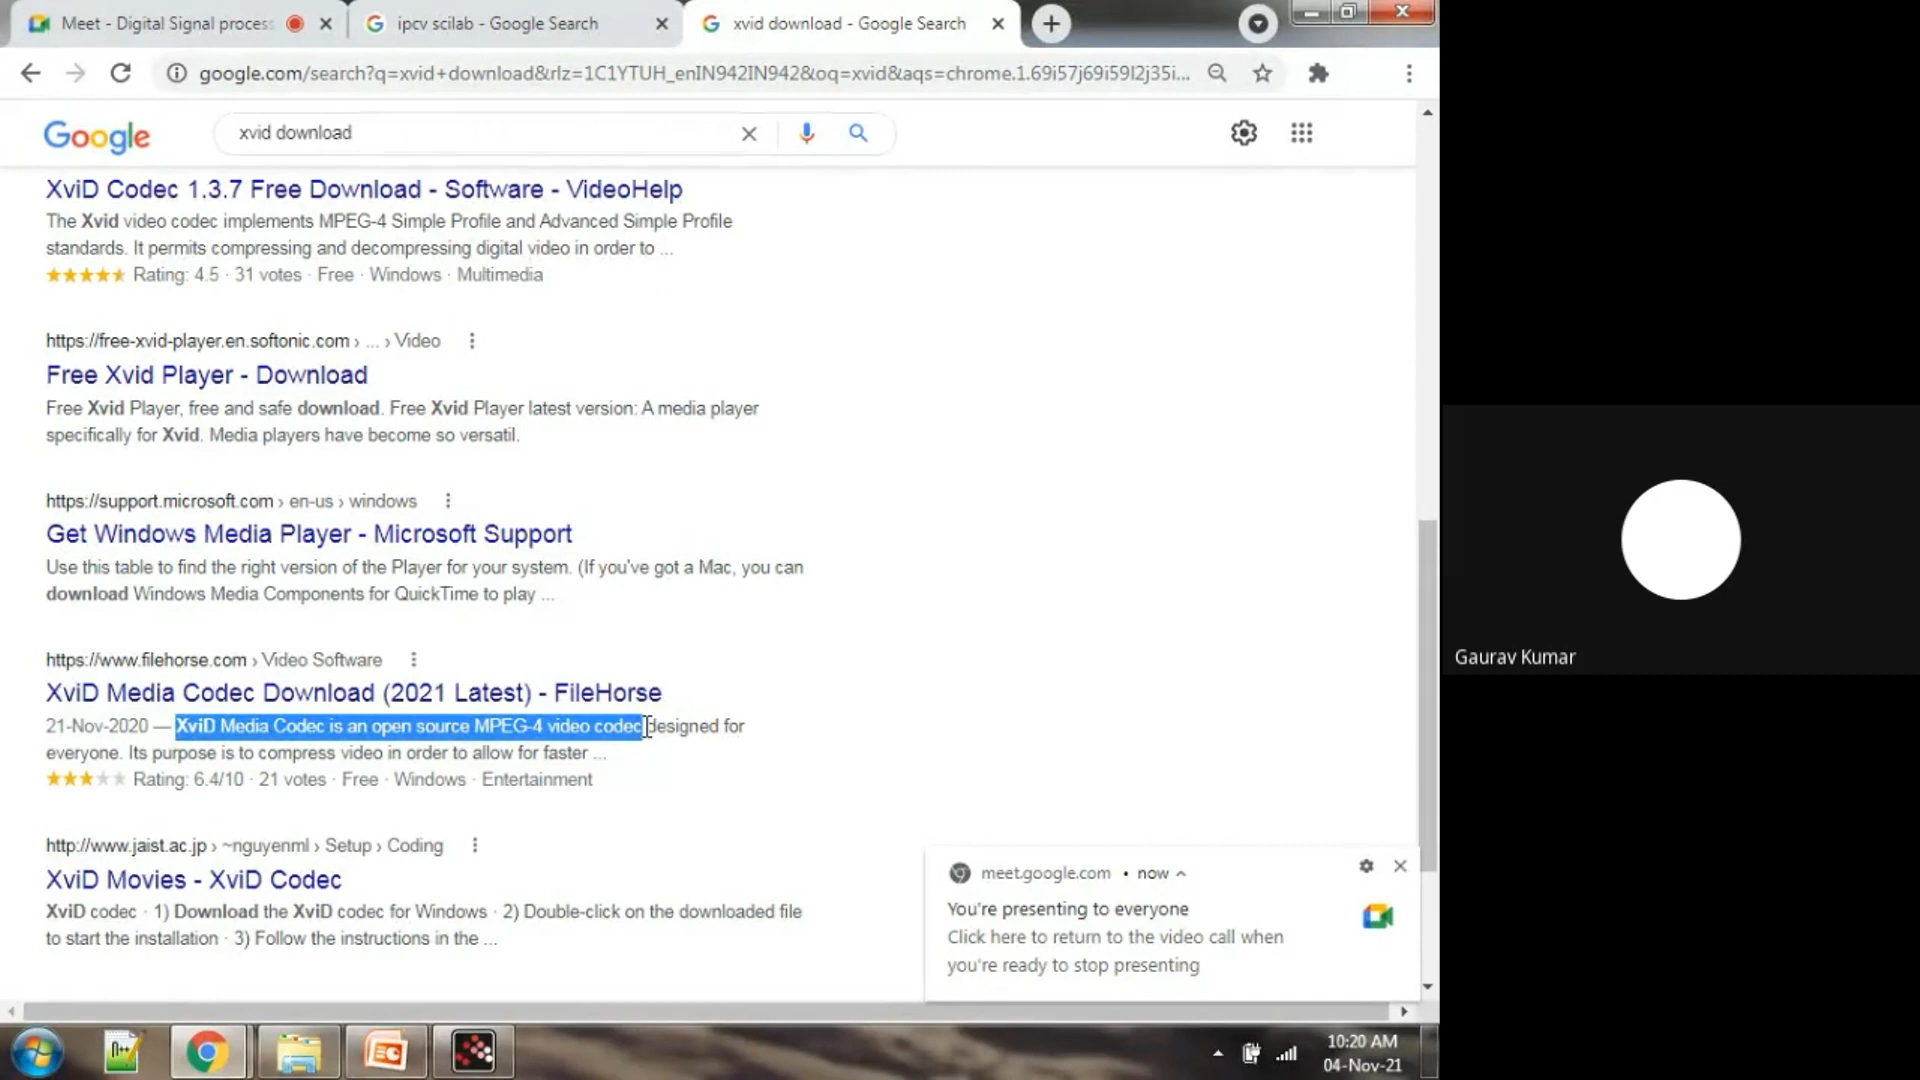 Meet - Digital Signal process
ipcv scilab - Google Search
xvid download - Google Search
google.com/search?q=xvid+download&rlz=1C1YTUH_enIN942IN942&oq=xvid&aqs=chrome.1.69i57j69i59l2j35i...
Google
xvid download
XviD Codec 1.3.7 Free Download - Software - VideoHelp
The Xvid video codec implements MPEG-4 Simple Profile and Advanced Simple Profile
standards. It permits compressing and decompressing digital video in order to ...
Rating: 4.5 · 31 votes · Free · Windows · Multimedia
https://free-xvid-player.en.softonic.com › ... › Video
Free Xvid Player - Download
Free Xvid Player, free and safe download. Free Xvid Player latest version: A media player
specifically for Xvid. Media players have become so versatil.
https://support.microsoft.com › en-us › windows
Get Windows Media Player - Microsoft Support
Use this table to find the right version of the Player for your system. (If you've got a Mac, you can
download Windows Media Components for QuickTime to play ...
https://www.filehorse.com › Video Software
XviD Media Codec Download (2021 Latest) - FileHorse
21-Nov-2020 — XviD Media Codec is an open source MPEG-4 video codec designed for
everyone. Its purpose is to compress video in order to allow for faster ...
Rating: 6.4/10 · 21 votes · Free · Windows · Entertainment
http://www.jaist.ac.jp › ~nguyenml › Setup › Coding
XviD Movies - XviD Codec
XviD codec · 1) Download the XviD codec for Windows · 2) Double-click on the downloaded file
to start the installation · 3) Follow the instructions in the ...
meet.google.com • now
You're presenting to everyone
Click here to return to the video call when
you're ready to stop presenting
Gaurav Kumar
10:20 AM
04-Nov-21